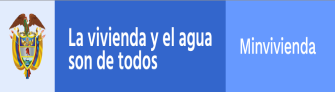 La vivienda y el agua
son de todos
Minvivienda